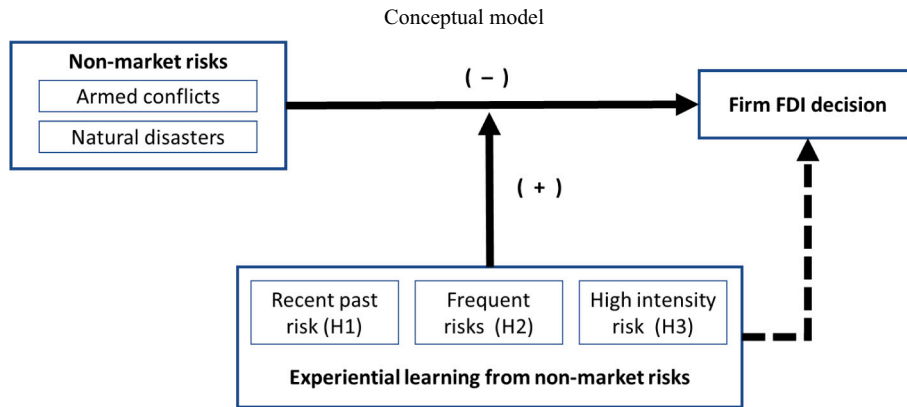 Conceptual model
Non-market risks
Armed conflicts
Natural disasters
( − )
Firm FDI decision
( + )
Recent past
risk (H1)
Frequent
risks (H2)
High intensity
risk (H3)
Experiential learning from non-market risks